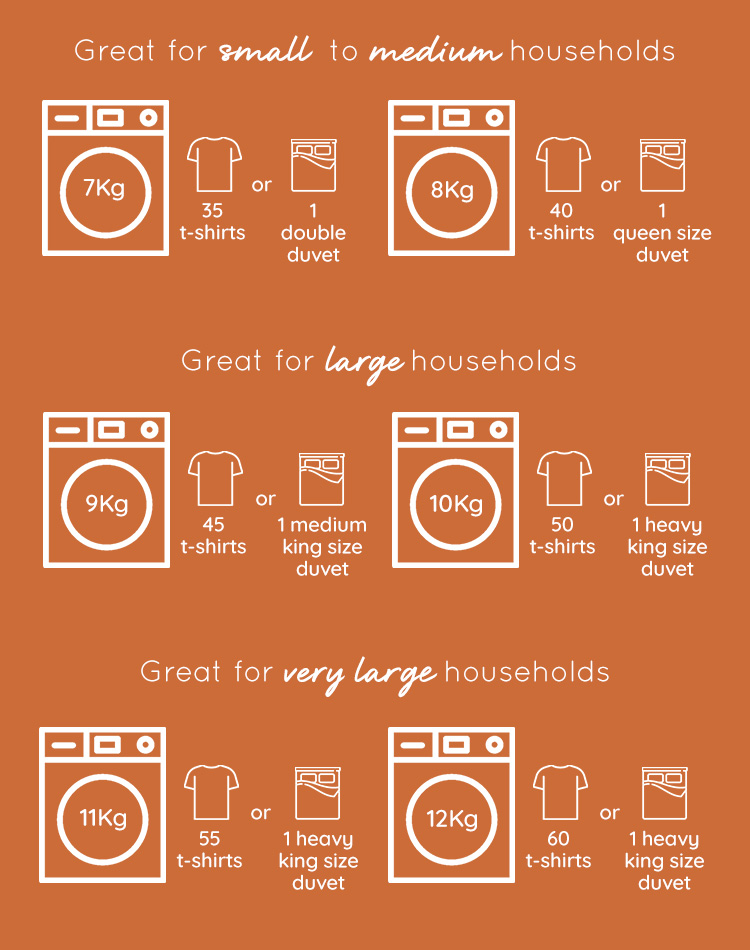 Great for small to medium households
7Kg
35
t-shirts
or
1
double
duvet
8Kg
40
t-shirts
or
1
queen size
duvet
Great for large households
9Kg
45
t-shirts
or
1 medium
king size
duvet
10Kg
50
t-shirts
or
1 heavy
king size
duvet
Great for very large households
11Kg
55
t-shirts
or
1 heavy
king size
duvet
12Kg
60
t-shirts
or
1 heavy
king size
duvet